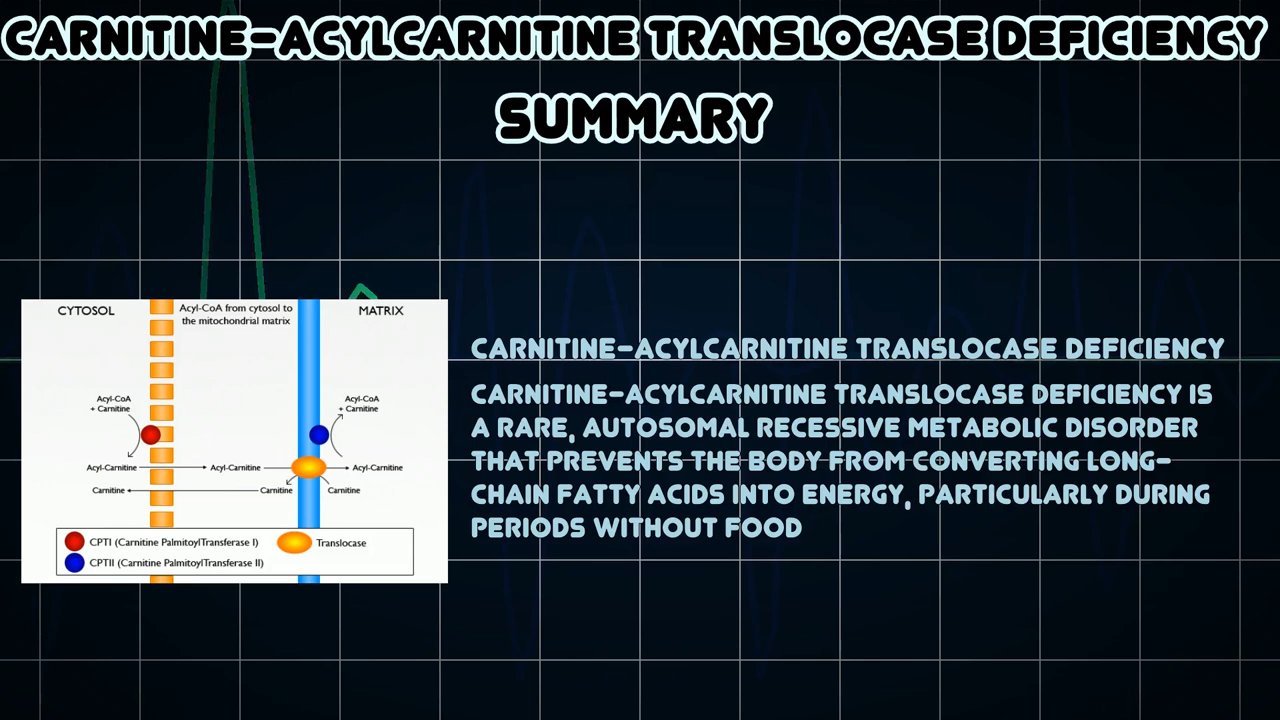 CARNITINE-ACYLCARNITINE TRANSLOCASE DEFICIENCY
SUMMARY
CYTOSOL
Acyl-CoA from cytosol to
the mitochondrial matrix
MATRIX
Acyl-CoA
+ Carnitine
Acyl-CoA
+ Carnitine
Acyl-Carnitine
Acyl-Carnitine
Acyl-Carnitine
Carnitine
Carnitine
Carnitine
CPTI (Carnitine PalmitoylTransferase I)
Translocase
CPTII (Carnitine PalmitoylTransferase II)
CARNITINE-ACYLCARNITINE TRANSLOCASE DEFICIENCY
CARNITINE-ACYLCARNITINE TRANSLOCASE DEFICIENCY IS
A RARE, AUTOSOMAL RECESSIVE METABOLIC DISORDER
THAT PREVENTS THE BODY FROM CONVERTING LONG-
CHAIN FATTY ACIDS INTO ENERGY, PARTICULARLY DURING
PERIODS WITHOUT FOOD